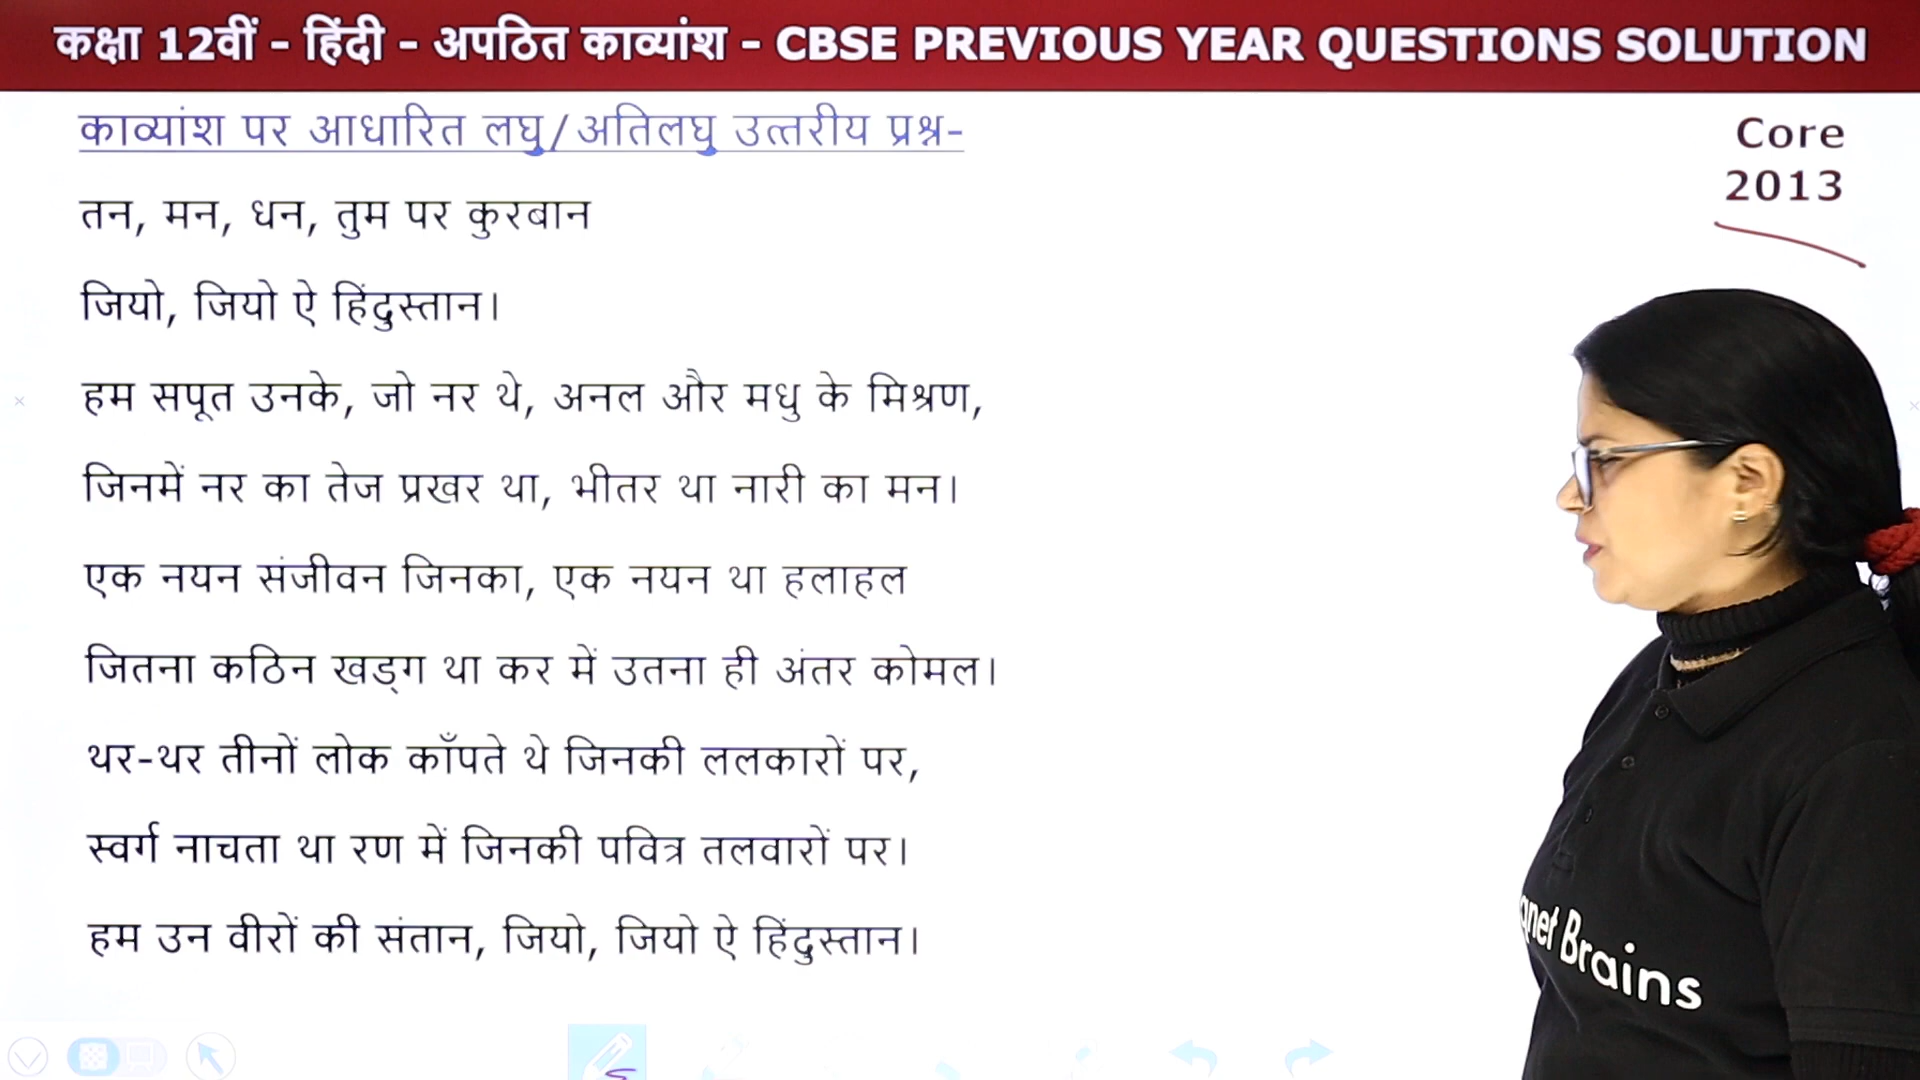 कक्षा 12वीं - हिंदी - अपठित काव्यांश - CBSE PREVIOUS YEAR QUESTIONS SOLUTION
काव्यांश पर आधारित लघु/अतिलघु उत्तरीय प्रश्न-
Core
2013
तन, मन, धन, तुम पर कुरबान
जियो, जियो ऐ हिंदुस्तान।
हम सपूत उनके, जो नर थे, अनल और मधु के मिश्रण,
जिनमें नर का तेज प्रखर था, भीतर था नारी का मन।
एक नयन संजीवन जिनका, एक नयन था हलाहल
जितना कठिन खड्ग था कर में उतना ही अंतर कोमल।
थर-थर तीनों लोक काँपते थे जिनकी ललकारों पर,
स्वर्ग नाचता था रण में जिनकी पवित्र तलवारों पर।
हम उन वीरों की संतान, जियो, जियो ऐ हिंदुस्तान।
Brains